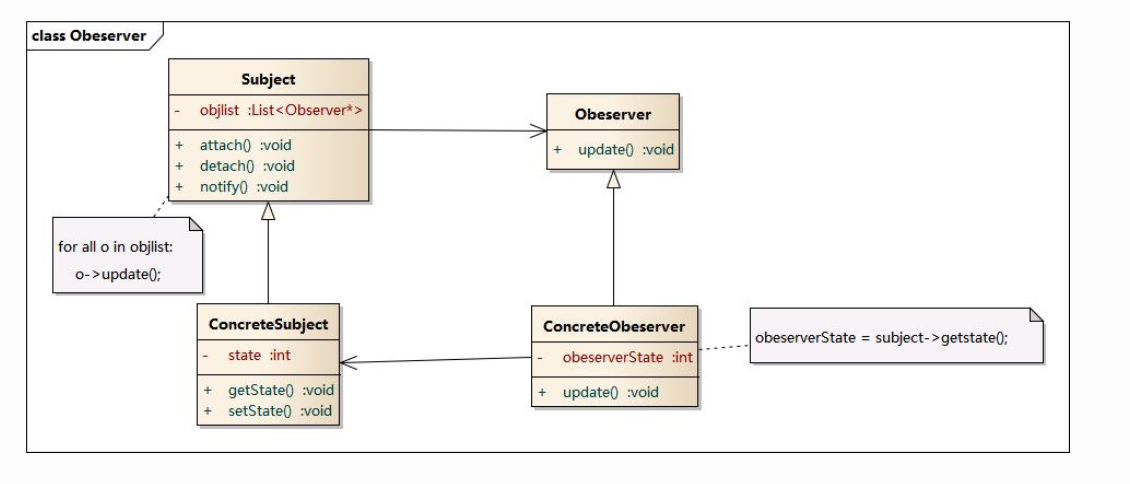 class Obeserver
Subject
- objlist :List<Observer*>
+ attach() :void
+ detach() :void
+ notify() :void
Obeserver
+ update() :void
for all o in objlist:
o->update();
ConcreteSubject
- state :int
+ getState() :void
+ setState() :void
ConcreteObeserver
- obeserverState :int
+ update() :void
obeserverState = subject->getstate();